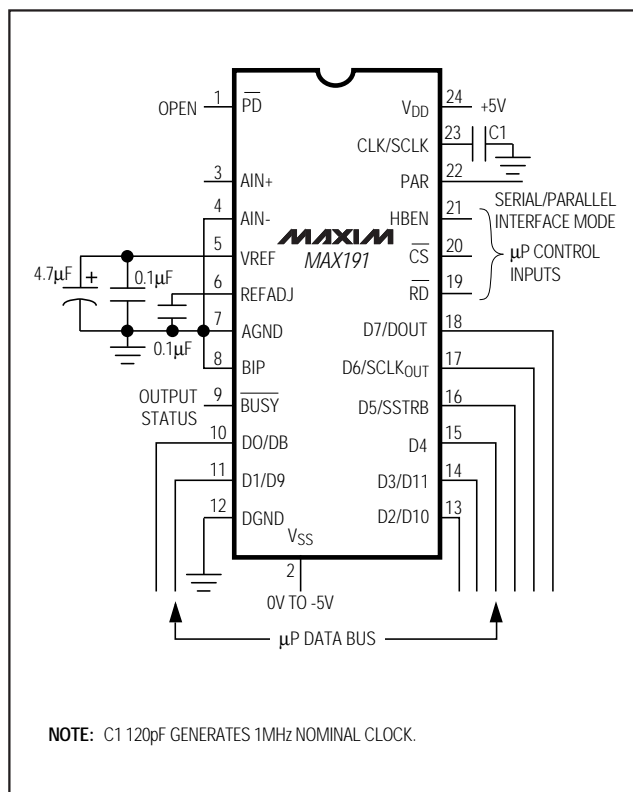 OPEN
1
PD
3
AIN+
4
AIN-
5
VREF
6
REFADJ
7
AGND
8
BIP
OUTPUT
STATUS
9
BUSY
10
DO/DB
11
D1/D9
12
DGND
VSS
2
0V TO -5V
MAXIM
MAX191
4.7μF
+
0.1μF
0.1μF
VDD
24
+5V
CLK/SCLK
23
C1
PAR
22
SERIAL/PARALLEL
INTERFACE MODE
HBEN
21
CS
20
μP CONTROL
INPUTS
RD
19
D7/DOUT
18
D6/SCLKOUT
17
D5/SSTRB
16
D4
15
D3/D11
14
D2/D10
13
μP DATA BUS
NOTE: C1 120pF GENERATES 1MHz NOMINAL CLOCK.